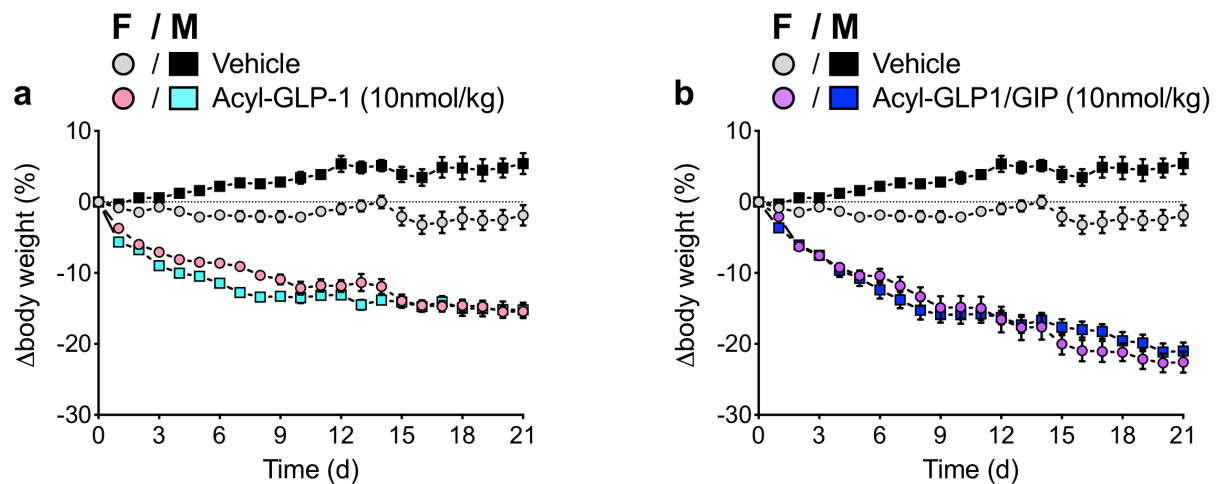 F / M
/ Vehicle
a / Acyl-GLP-1 (10nmol/kg)
Δbody weight (%)
10
0
-10
-20
-30
0 3 6 9 12 15 18 21
Time (d)
F / M
/ Vehicle
b / Acyl-GLP1/GIP (10nmol/kg)
Δbody weight (%)
10
0
-10
-20
-30
0 3 6 9 12 15 18 21
Time (d)